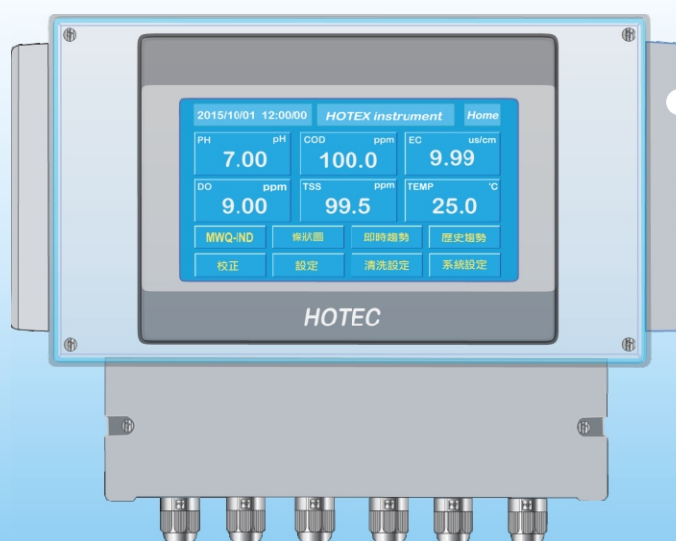 2015/10/01 12:00/00 HOTEX instrument Home
PH pH COD ppm EC us/cm
7.00 100.0 9.99
DO ppm TSS ppm TEMP °C
9.00 99.5 25.0
MWQ-IND 條狀圖 即時趨勢 歷史趨勢
校正 設定 清洗設定 系統設定
HOTEC